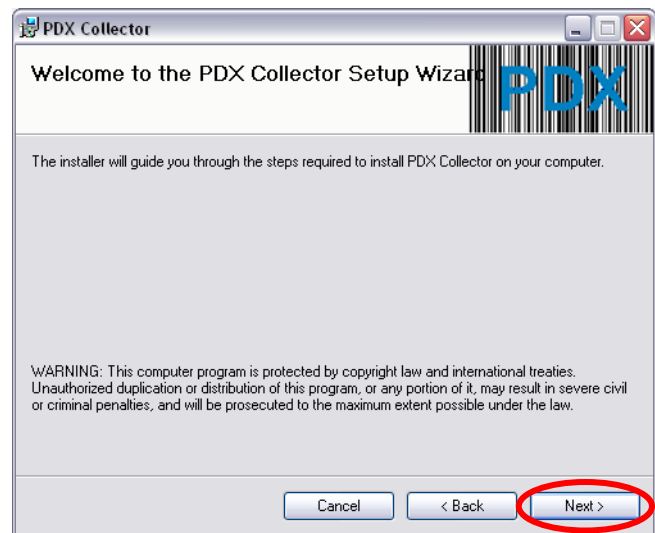 PDX Collector
Welcome to the PDX Collector Setup Wizard
PDX
The installer will guide you through the steps required to install PDX Collector on your computer.
WARNING: This computer program is protected by copyright law and international treaties.
Unauthorized duplication or distribution of this program, or any portion of it, may result in severe civil
or criminal penalties, and will be prosecuted to the maximum extent possible under the law.
Cancel
< Back
Next >